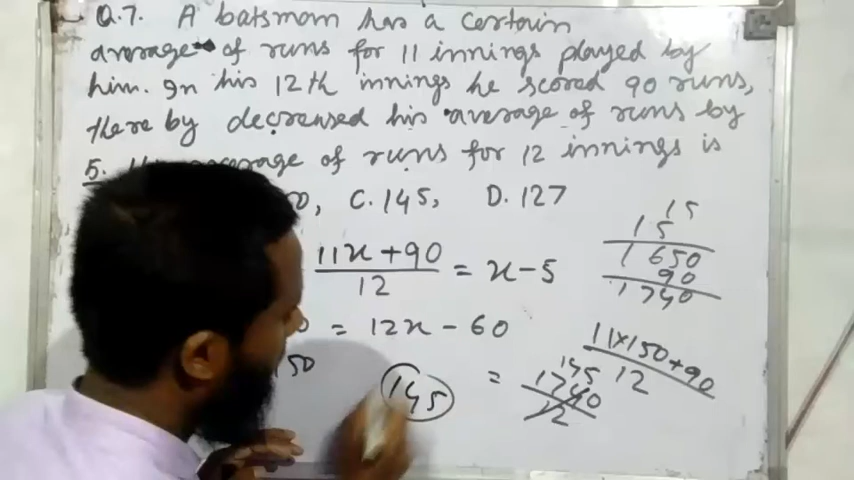 Q.7. A batsman has a certain
average of runs for 11 innings played by
him. In his 12th innings he scored 90 runs,
there by decreased his average of runs by
5. average of runs for 12 innings is
C. 145, D. 127
11x + 90 / 12 = x - 5
= 12x - 60
150
145
15
15
1650
90
1740
11x150+90 / 12
= 1740 / 12
145